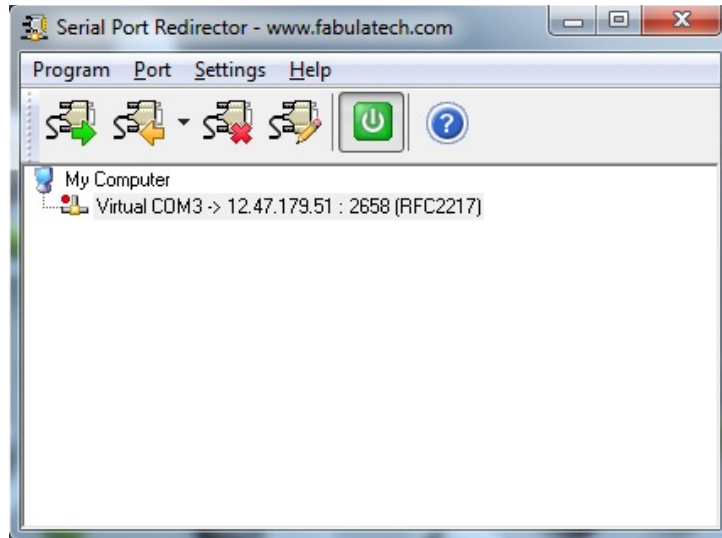 Serial Port Redirector - www.fabulatech.com
Program Port Settings Help
My Computer
Virtual COM3 -> 12.47.179.51 : 2658 (RFC2217)